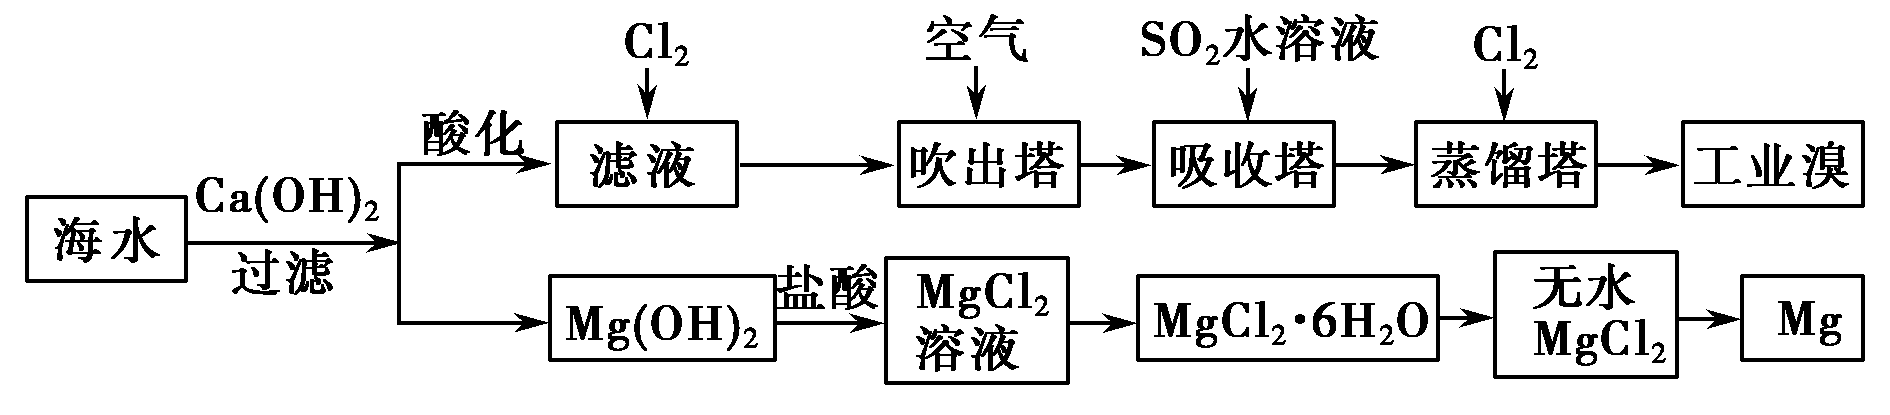 Cl₂
空气
SO₂水溶液
Cl₂
酸化
滤液
吹出塔
吸收塔
蒸馏塔
工业溴
海水
Ca(OH)₂
过滤
Mg(OH)₂
盐酸
MgCl₂
溶液
MgCl₂·6H₂O
无水
MgCl₂
Mg